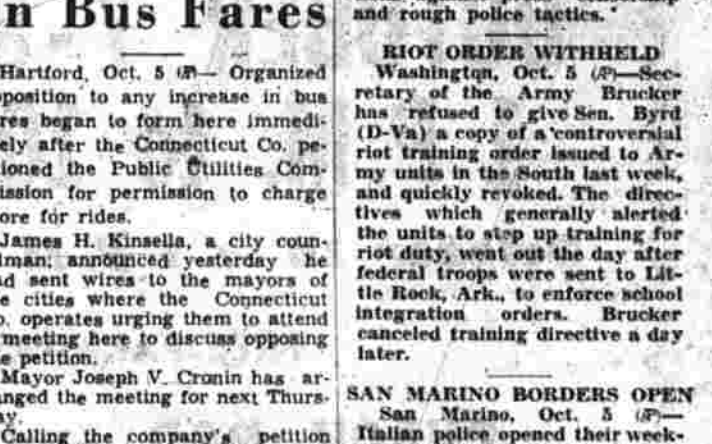 n Bus Fares
Hartford, Oct. 5 (AP)— Organized
position to any increase in bus
res began to form here immedi-
ely after the Connecticut Co. pe-
ioned the Public Utilities Com-
ission for permission to charge
ore for rides.
James H. Kinsella, a city coun-
lman; announced yesterday he
d sent wires to the mayors of
e cities where the Connecticut
o. operates urging them to attend
meeting here to discuss opposing
e petition.
Mayor Joseph V. Cronin has ar-
nged the meeting for next Thurs-
ay.
Calling the company's petition
and rough police tactics.
RIOT ORDER WITHHELD
Washington, Oct. 5 (AP)—Sec-
retary of the Army Brucker
has refused to give Sen. Byrd
(D-Va) a copy of a controversial
riot training order issued to Ar-
my units in the South last week,
and quickly revoked. The direc-
tives which generally alerted
the units to step up training for
riot duty, went out the day after
federal troops were sent to Lit-
tle Rock, Ark., to enforce school
integration orders. Brucker
canceled training directive a day
later.
SAN MARINO BORDERS OPEN
San Marino, Oct. 5 (AP)—
Italian police opened their week-